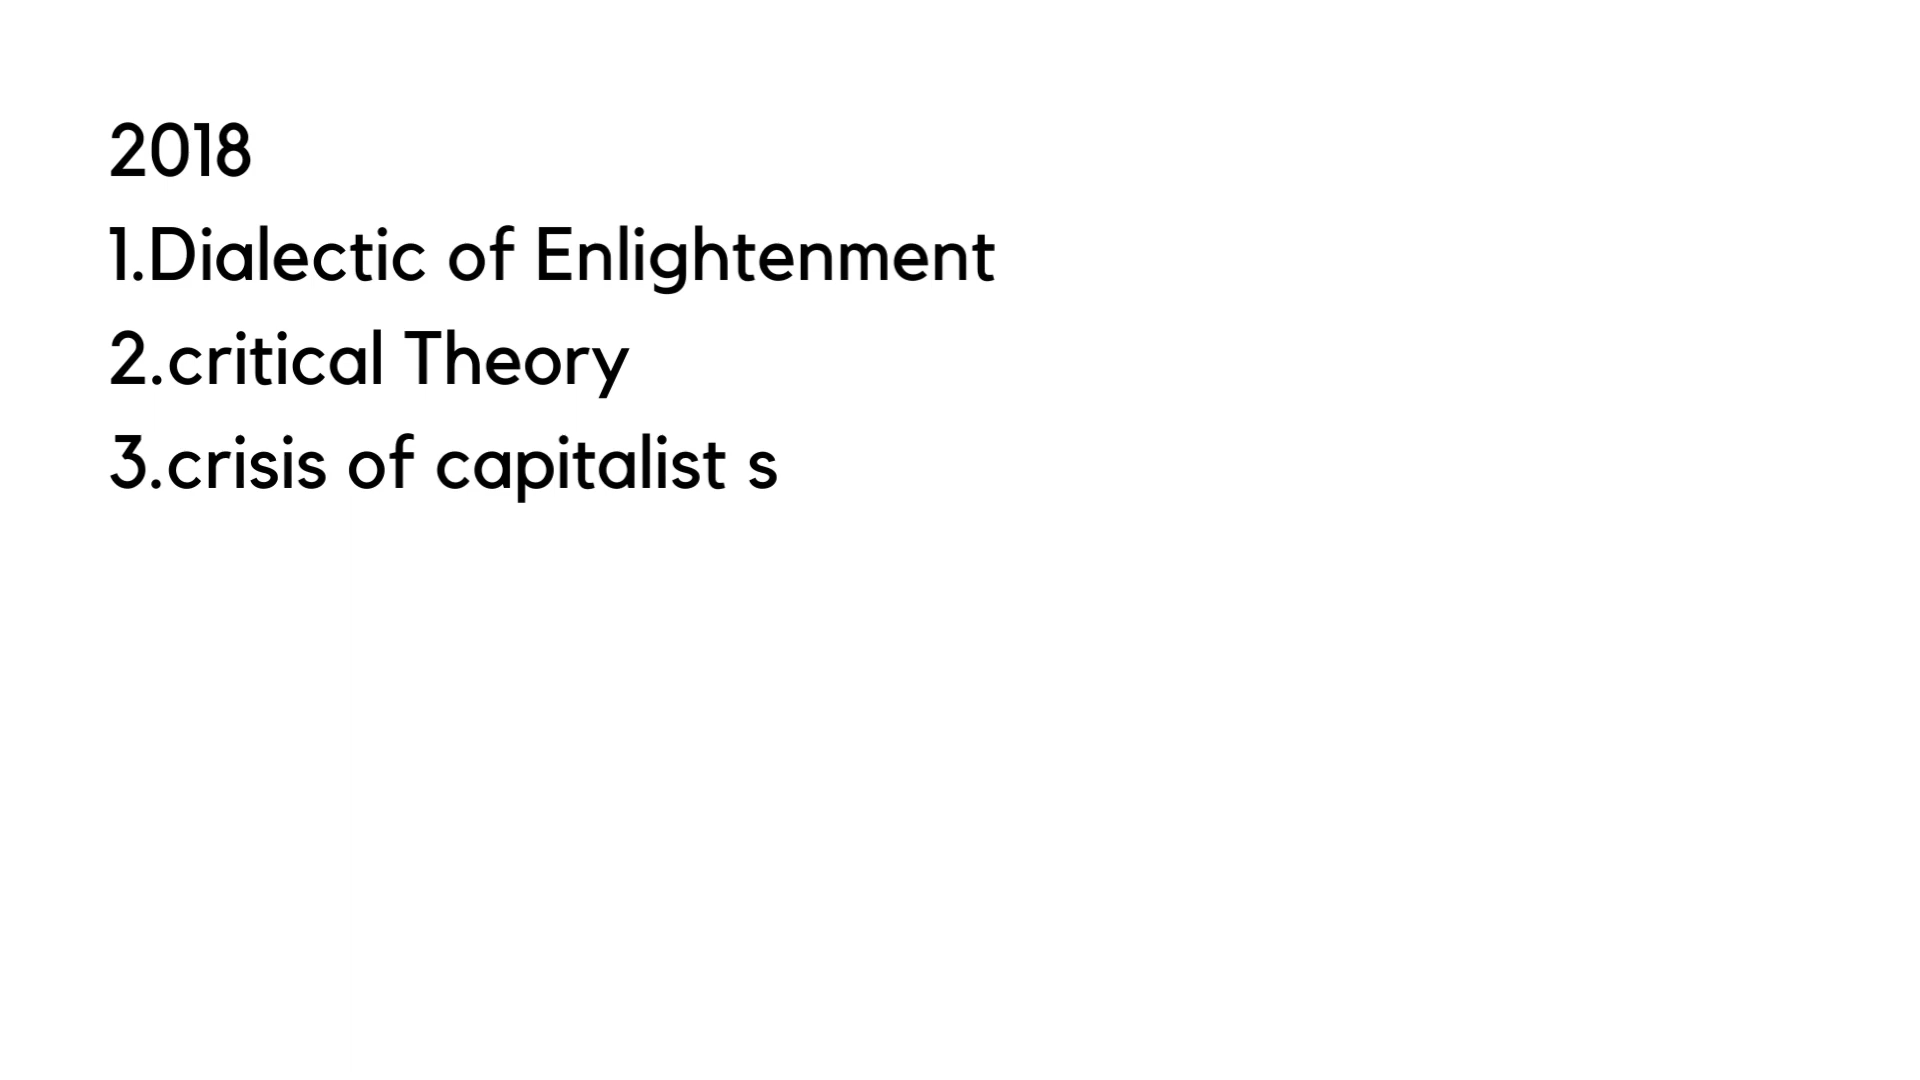 2018
1.Dialectic of Enlightenment
2.critical Theory
3.crisis of capitalist s